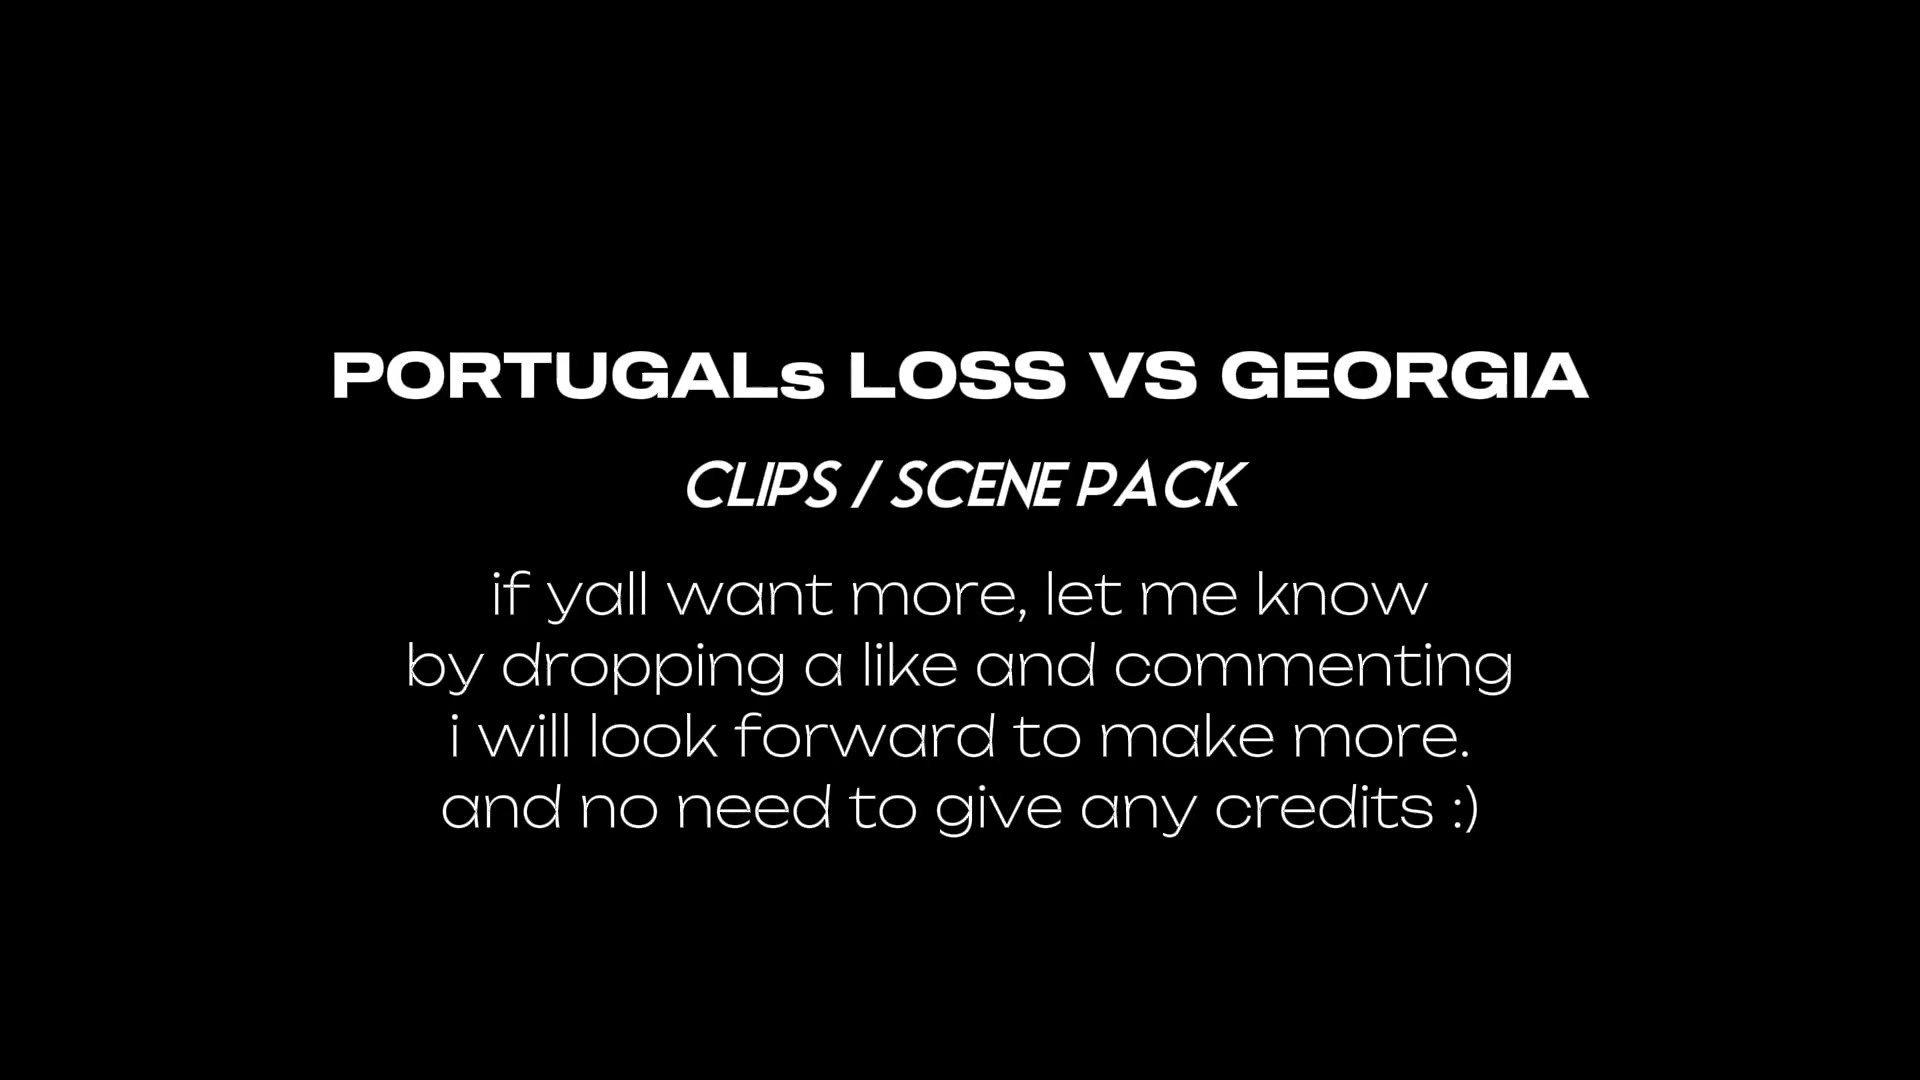 PORTUGALs LOSS VS GEORGIA
CLIPS / SCENE PACK
if yall want more, let me know
by dropping a like and commenting
i will look forward to make more.
and no need to give any credits :)